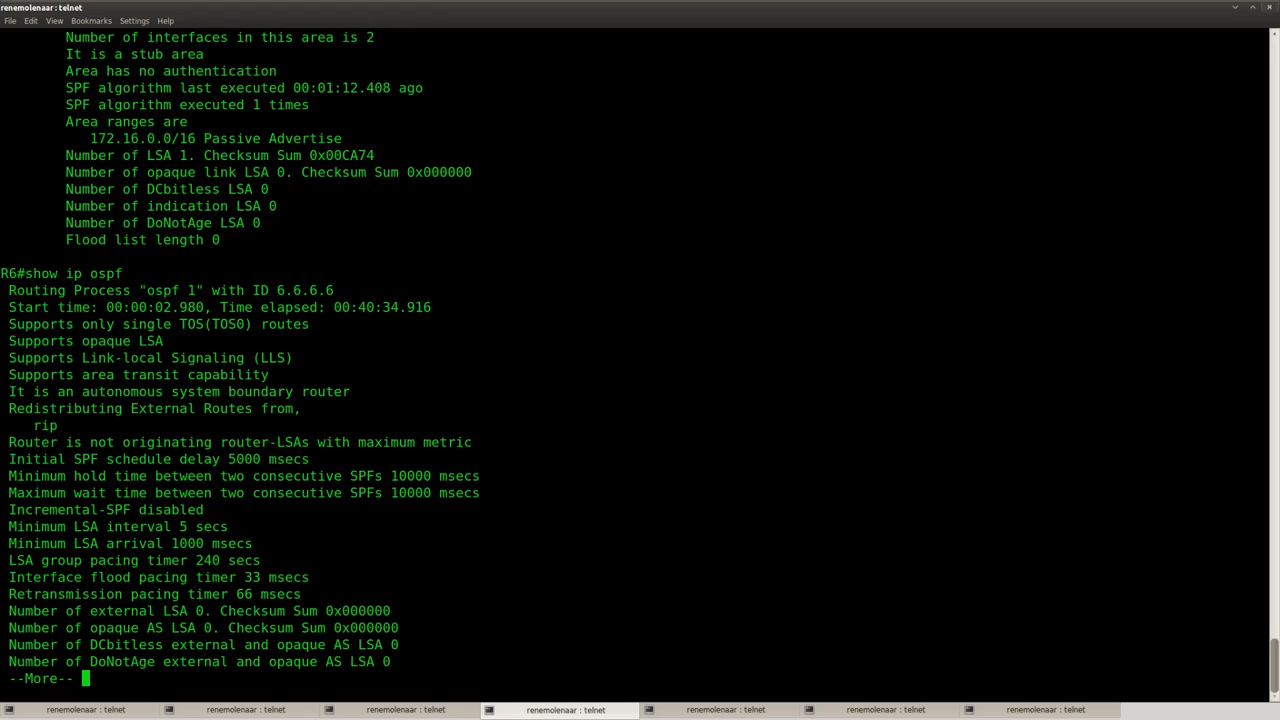 renemolenaar : telnet
File Edit View Bookmarks Settings Help
Number of interfaces in this area is 2
It is a stub area
Area has no authentication
SPF algorithm last executed 00:01:12.408 ago
SPF algorithm executed 1 times
Area ranges are
172.16.0.0/16 Passive Advertise
Number of LSA 1. Checksum Sum 0x00CA74
Number of opaque link LSA 0. Checksum Sum 0x000000
Number of DCbitless LSA 0
Number of indication LSA 0
Number of DoNotAge LSA 0
Flood list length 0
R6#show ip ospf
Routing Process "ospf 1" with ID 6.6.6.6
Start time: 00:00:02.980, Time elapsed: 00:40:34.916
Supports only single TOS(TOS0) routes
Supports opaque LSA
Supports Link-local Signaling (LLS)
Supports area transit capability
It is an autonomous system boundary router
Redistributing External Routes from,
rip
Router is not originating router-LSAs with maximum metric
Initial SPF schedule delay 5000 msecs
Minimum hold time between two consecutive SPFs 10000 msecs
Maximum wait time between two consecutive SPFs 10000 msecs
Incremental-SPF disabled
Minimum LSA interval 5 secs
Minimum LSA arrival 1000 msecs
LSA group pacing timer 240 secs
Interface flood pacing timer 33 msecs
Retransmission pacing timer 66 msecs
Number of external LSA 0. Checksum Sum 0x000000
Number of opaque AS LSA 0. Checksum Sum 0x000000
Number of DCbitless external and opaque AS LSA 0
Number of DoNotAge external and opaque AS LSA 0
--More--
renemolenaar : telnet renemolenaar : telnet renemolenaar : telnet renemolenaar : telnet renemolenaar : telnet renemolenaar : telnet renemolenaar : telnet